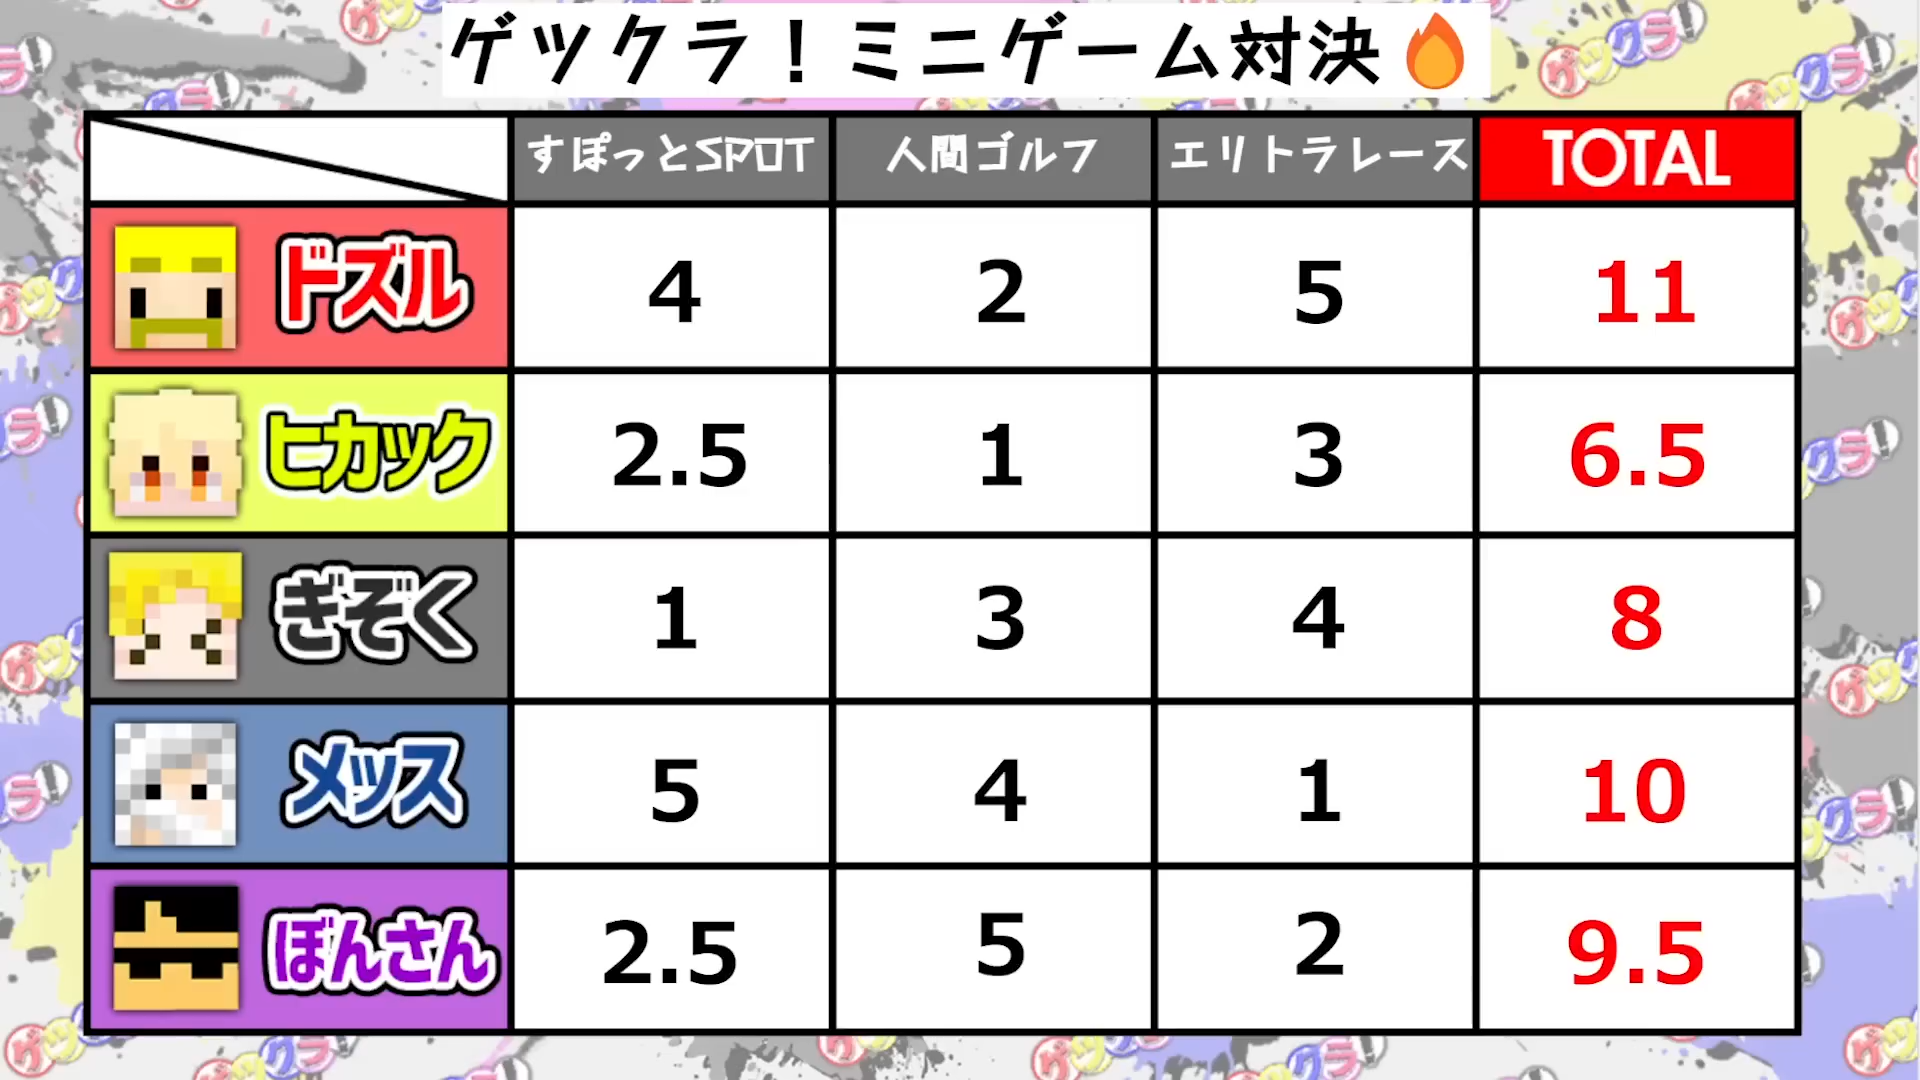 ゲツクラ！ミニゲーム対決🔥
すぽっとSPOT 人間ゴルフ エリトラレース TOTAL
ドズル 4 2 5 11
ヒカック 2.5 1 3 6.5
ぎぞく 1 3 4 8
メッス 5 4 1 10
ぼんさん 2.5 5 2 9.5